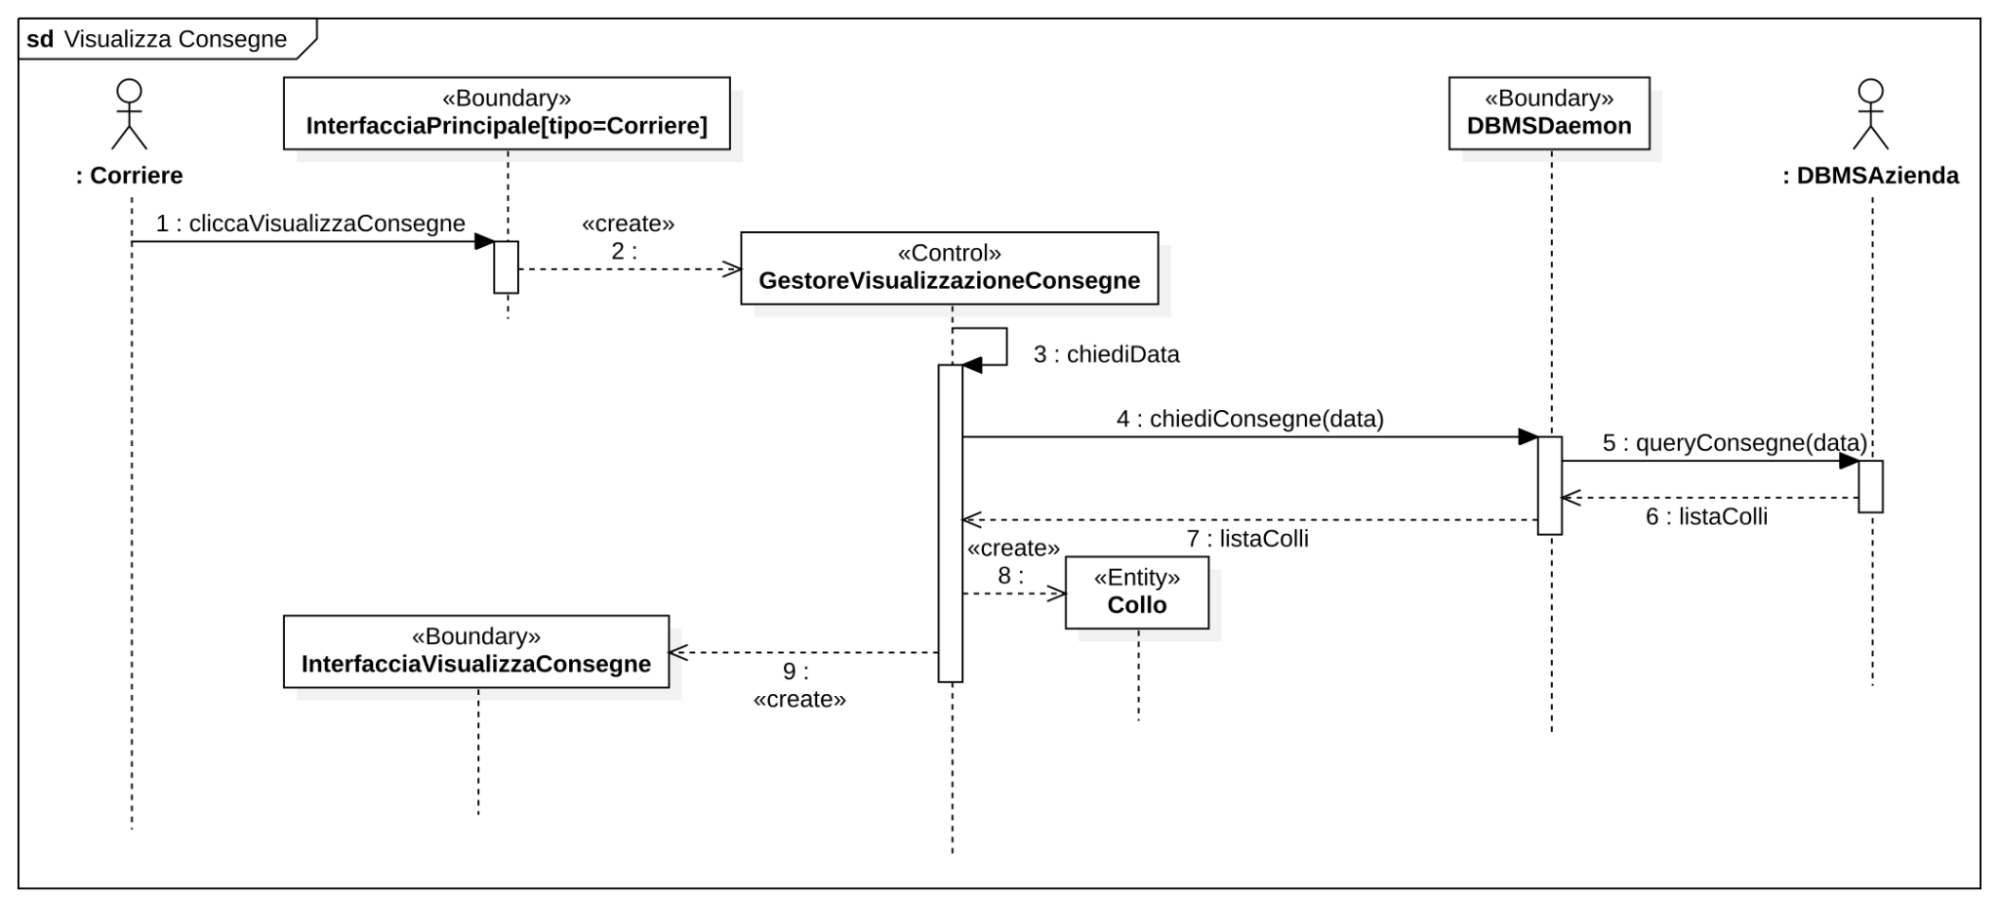 sd Visualizza Consegne
«Boundary»
InterfacciaPrincipale[tipo=Corriere]
«Boundary»
DBMSDaemon
: Corriere
: DBMSAzienda
1 : cliccaVisualizzaConsegne
«create»
2 :
«Control»
GestoreVisualizzazioneConsegne
3 : chiediData
4 : chiediConsegne(data)
5 : queryConsegne(data)
6 : listaColli
7 : listaColli
«create»
8 :
«Entity»
Collo
«Boundary»
InterfacciaVisualizzaConsegne
9 :
«create»